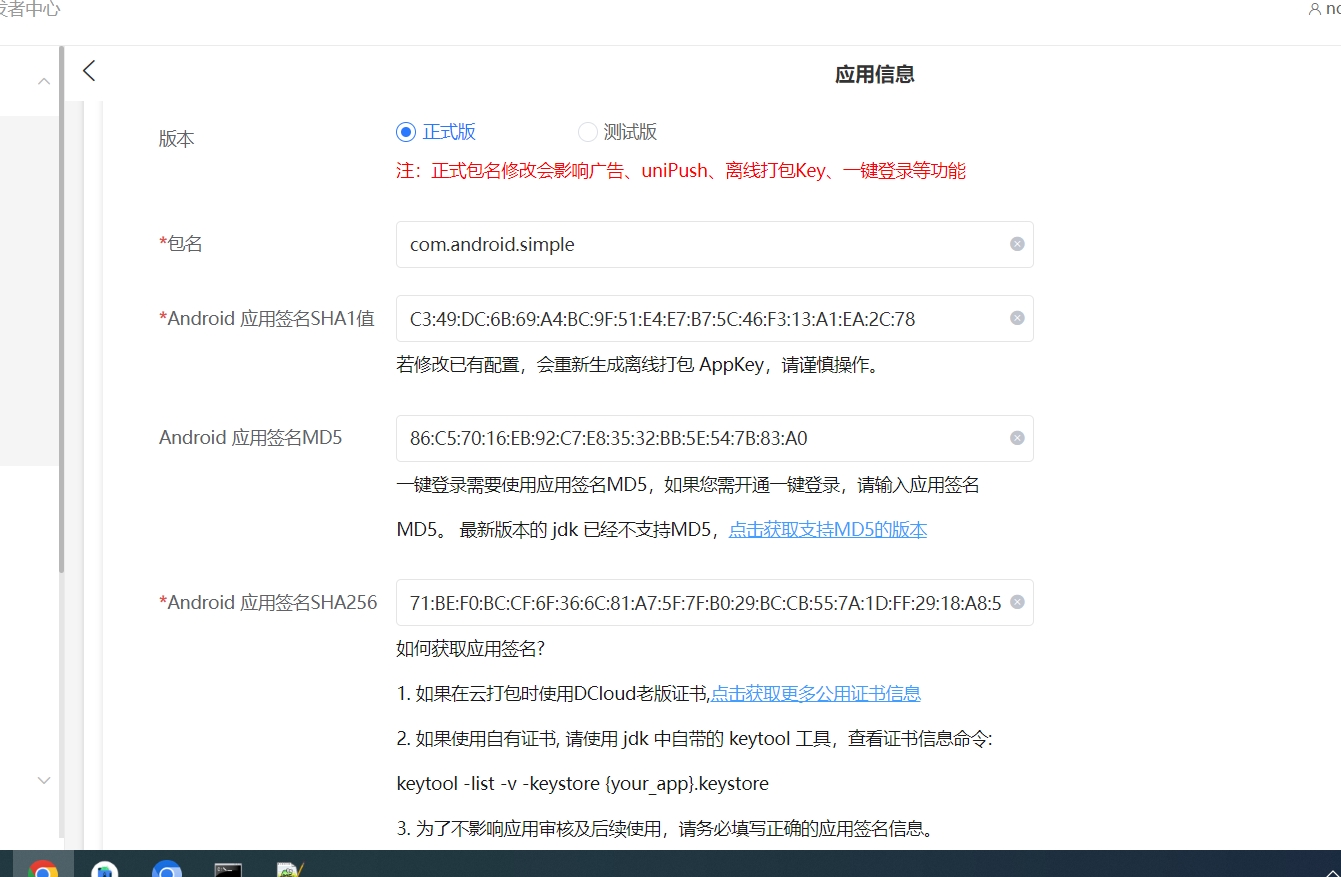 发者中心
应用信息
版本
正式版
测试版
注：正式包名修改会影响广告、uniPush、离线打包Key、一键登录等功能
*包名
com.android.simple
*Android 应用签名SHA1值
C3:49:DC:6B:69:A4:BC:9F:51:E4:E7:B7:5C:46:F3:13:A1:EA:2C:78
若修改已有配置，会重新生成离线打包 AppKey，请谨慎操作。
Android 应用签名MD5
86:C5:70:16:EB:92:C7:E8:35:32:BB:5E:54:7B:83:A0
一键登录需要使用应用签名MD5，如果您需开通一键登录，请输入应用签名
MD5。 最新版本的 jdk 已经不支持MD5，点击获取支持MD5的版本
*Android 应用签名SHA256
71:BE:F0:BC:CF:6F:36:6C:81:A7:5F:7F:B0:29:BC:CB:55:7A:1D:FF:29:18:A8:5
如何获取应用签名?
1. 如果在云打包时使用DCloud老版证书,点击获取更多公用证书信息
2. 如果使用自有证书, 请使用 jdk 中自带的 keytool 工具，查看证书信息命令:
keytool -list -v -keystore {your_app}.keystore
3. 为了不影响应用审核及后续使用，请务必填写正确的应用签名信息。